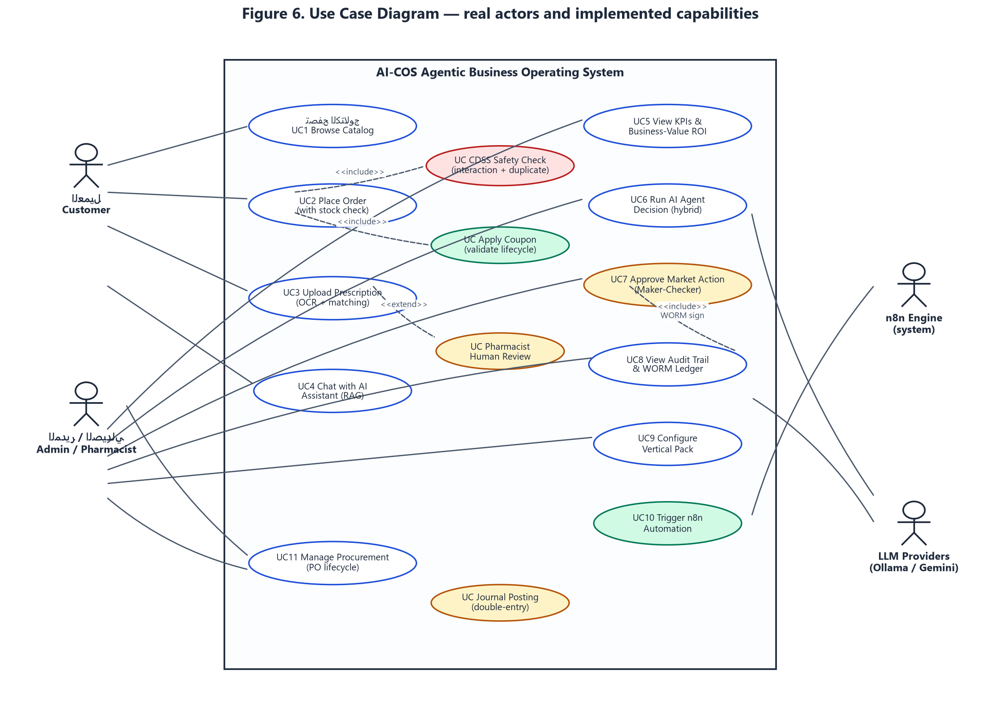 Figure 6. Use Case Diagram — real actors and implemented capabilities
AI-COS Agentic Business Operating System
جولاتكلا حفصت
UC1 Browse Catalog
UC5 View KPIs &
Business-Value ROI
UC CDSS Safety Check
(interaction + duplicate)
<<include>>
UC2 Place Order
(with stock check)
<<include>>
UC6 Run AI Agent
Decision (hybrid)
ليمعلا
Customer
UC Apply Coupon
(validate lifecycle)
UC3 Upload Prescription
(OCR + matching)
<<extend>>
UC7 Approve Market Action
(Maker-Checker)
<<include>>
WORM sign
n8n Engine
(system)
UC Pharmacist
Human Review
UC8 View Audit Trail
& WORM Ledger
UC4 Chat with AI
Assistant (RAG)
يلديصلا / ريدملا
Admin / Pharmacist
UC9 Configure
Vertical Pack
UC10 Trigger n8n
Automation
UC11 Manage Procurement
(PO lifecycle)
LLM Providers
(Ollama / Gemini)
UC Journal Posting
(double-entry)